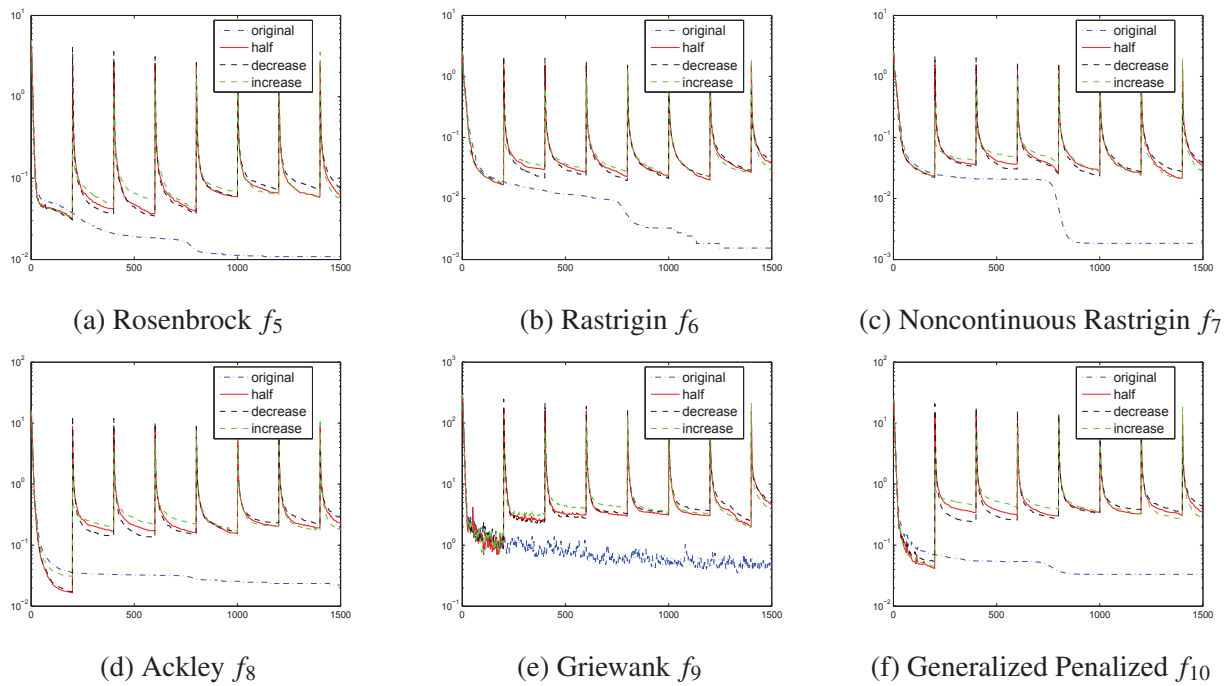 10^1
10^0
10^-1
10^-2
0 500 1000 1500
original
half
decrease
increase
(a) Rosenbrock f5
10^1
10^0
10^-1
10^-2
10^-3
0 500 1000 1500
original
half
decrease
increase
(b) Rastrigin f6
10^1
10^0
10^-1
10^-2
10^-3
0 500 1000 1500
original
half
decrease
increase
(c) Noncontinuous Rastrigin f7
10^2
10^1
10^0
10^-1
10^-2
0 500 1000 1500
original
half
decrease
increase
(d) Ackley f8
10^3
10^2
10^1
10^0
10^-1
0 500 1000 1500
original
half
decrease
increase
(e) Griewank f9
10^2
10^1
10^0
10^-1
10^-2
0 500 1000 1500
original
half
decrease
increase
(f) Generalized Penalized f10